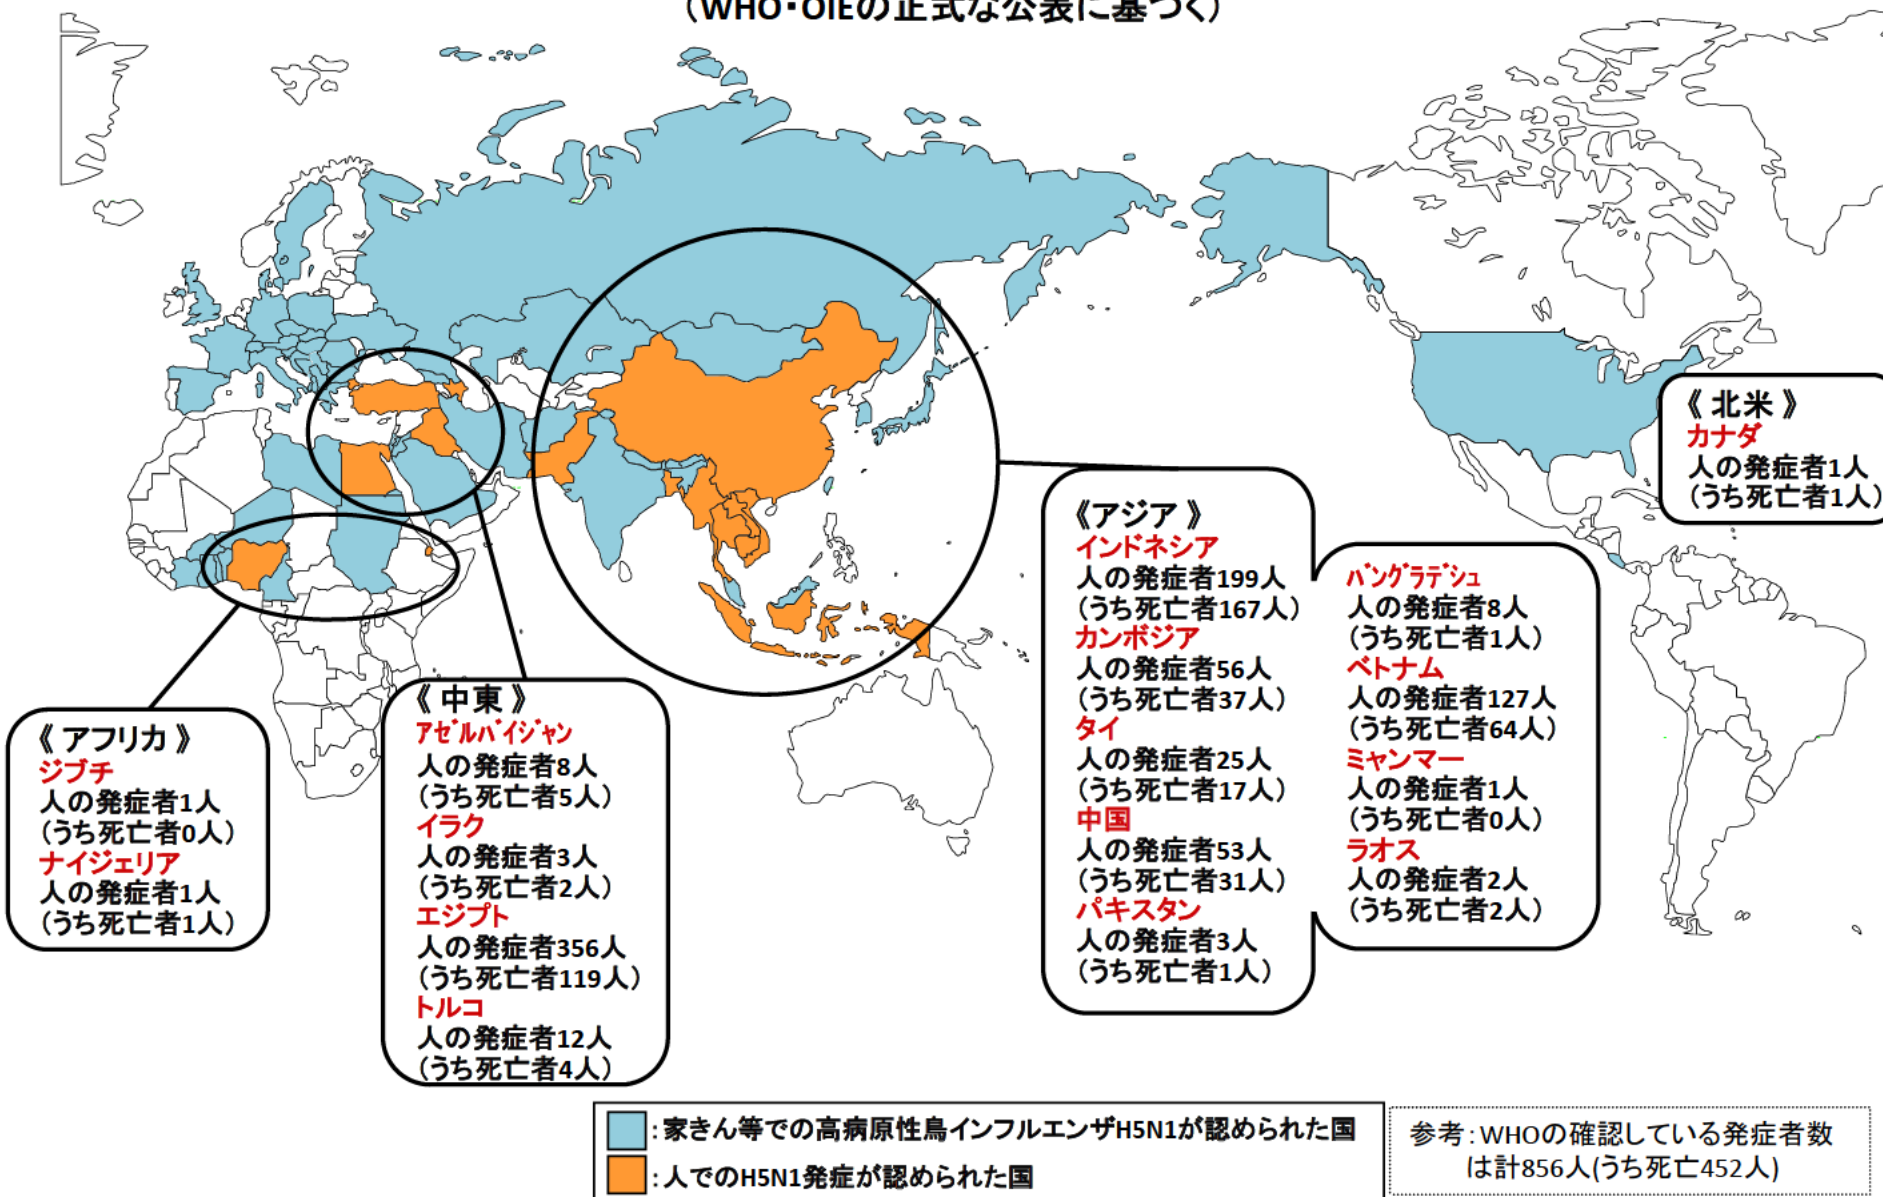 (WHO・OIEの正式な公表に基づく)
《 北米 》
カナダ
人の発症者1人
(うち死亡者1人)
《アジア 》
インドネシア
人の発症者199人
(うち死亡者167人)
カンボジア
人の発症者56人
(うち死亡者37人)
タイ
人の発症者25人
(うち死亡者17人)
中国
人の発症者53人
(うち死亡者31人)
パキスタン
人の発症者3人
(うち死亡者1人)
バングラデシュ
人の発症者8人
(うち死亡者1人)
ベトナム
人の発症者127人
(うち死亡者64人)
ミャンマー
人の発症者1人
(うち死亡者0人)
ラオス
人の発症者2人
(うち死亡者2人)
《 中東 》
アゼルバイジャン
人の発症者8人
(うち死亡者5人)
イラク
人の発症者3人
(うち死亡者2人)
エジプト
人の発症者356人
(うち死亡者119人)
トルコ
人の発症者12人
(うち死亡者4人)
《 アフリカ 》
ジブチ
人の発症者1人
(うち死亡者0人)
ナイジェリア
人の発症者1人
(うち死亡者1人)
:家きん等での高病原性鳥インフルエンザH5N1が認められた国
:人でのH5N1発症が認められた国
参考:WHOの確認している発症者数
は計856人(うち死亡452人)